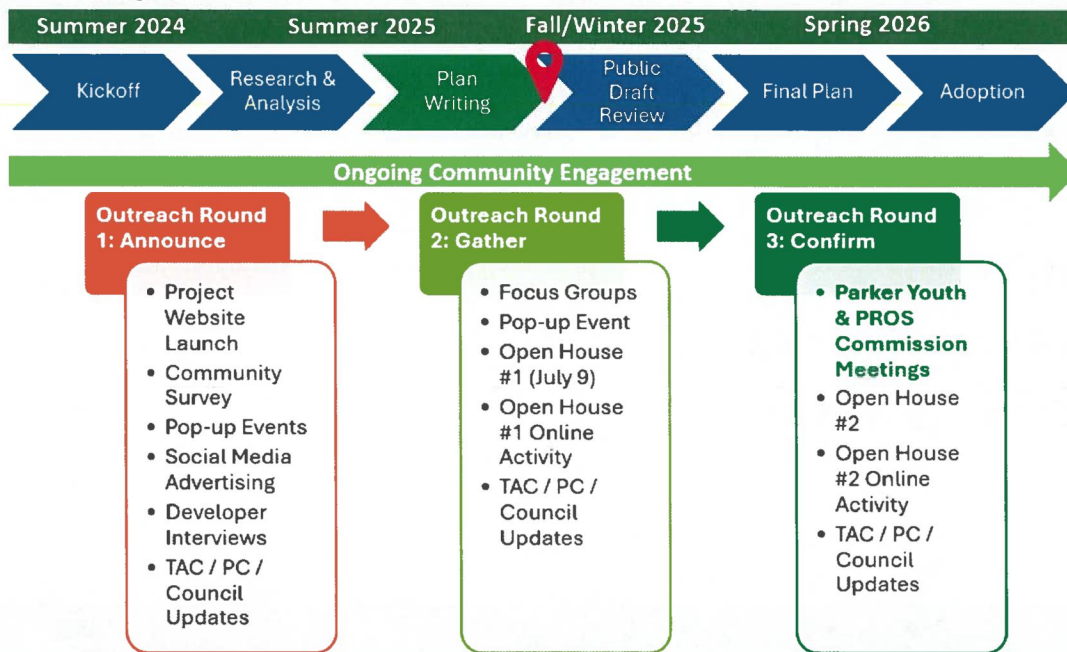 Summer 2024 Summer 2025 Fall/Winter 2025 Spring 2026
Kickoff
Research &
Analysis
Plan
Writing
Public
Draft
Review
Final Plan
Adoption
Ongoing Community Engagement
Outreach Round
1: Announce
• Project
Website
Launch
• Community
Survey
• Pop-up Events
• Social Media
Advertising
• Developer
Interviews
• TAC / PC /
Council
Updates
Outreach Round
2: Gather
• Focus Groups
• Pop-up Event
• Open House
#1 (July 9)
• Open House
#1 Online
Activity
• TAC / PC /
Council
Updates
Outreach Round
3: Confirm
• Parker Youth
& PROS
Commission
Meetings
• Open House
#2
• Open House
#2 Online
Activity
• TAC / PC /
Council
Updates